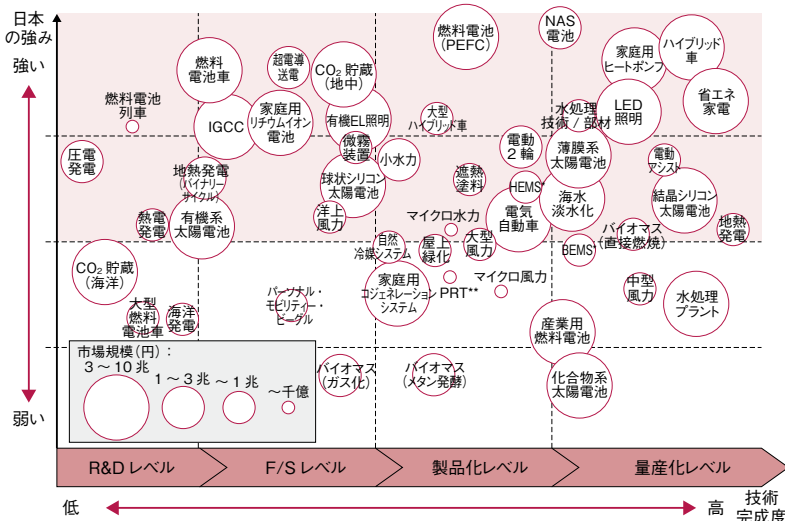 日本
の強み
強い
弱い
燃料
電池車
超電導
送電
CO2 貯蔵
(地中)
燃料電池
(PEFC)
NAS
電池
家庭用
ヒートポンプ
ハイブリッド
車
燃料電池
列車
IGCC
家庭用
リチウムイオン
電池
有機EL照明
大型
ハイブリッド車
水処理
技術 / 部材
LED
照明
省エネ
家電
圧電
発電
地熱発電
(バイナリー
サイクル)
微霧
装置
小水力
球状シリコン
太陽電池
遮熱
塗料
電動
2 輪
薄膜系
太陽電池
電動
アシスト
HEMS*
海水
淡水化
結晶シリコン
太陽電池
熱電
発電
有機系
太陽電池
洋上
風力
マイクロ水力
電気
自動車
バイオマス
(直接燃焼)
地熱
発電
CO2 貯蔵
(海洋)
自然
冷媒システム
屋上
緑化
大型
風力
BEMS*
大型
燃料
電池車
海洋
発電
パーソナル・
モビリティー・
ビークル
家庭用
コジェネレーション
システム
PRT**
マイクロ風力
中型
風力
水処理
プラント
産業用
燃料電池
バイオマス
(ガス化)
バイオマス
(メタン発酵)
化合物系
太陽電池
市場規模(円):
3 ~ 10 兆
1 ~ 3 兆
~ 1 兆
~千億
R&D レベル
F/S レベル
製品化レベル
量産化レベル
低
高
技術
完成度